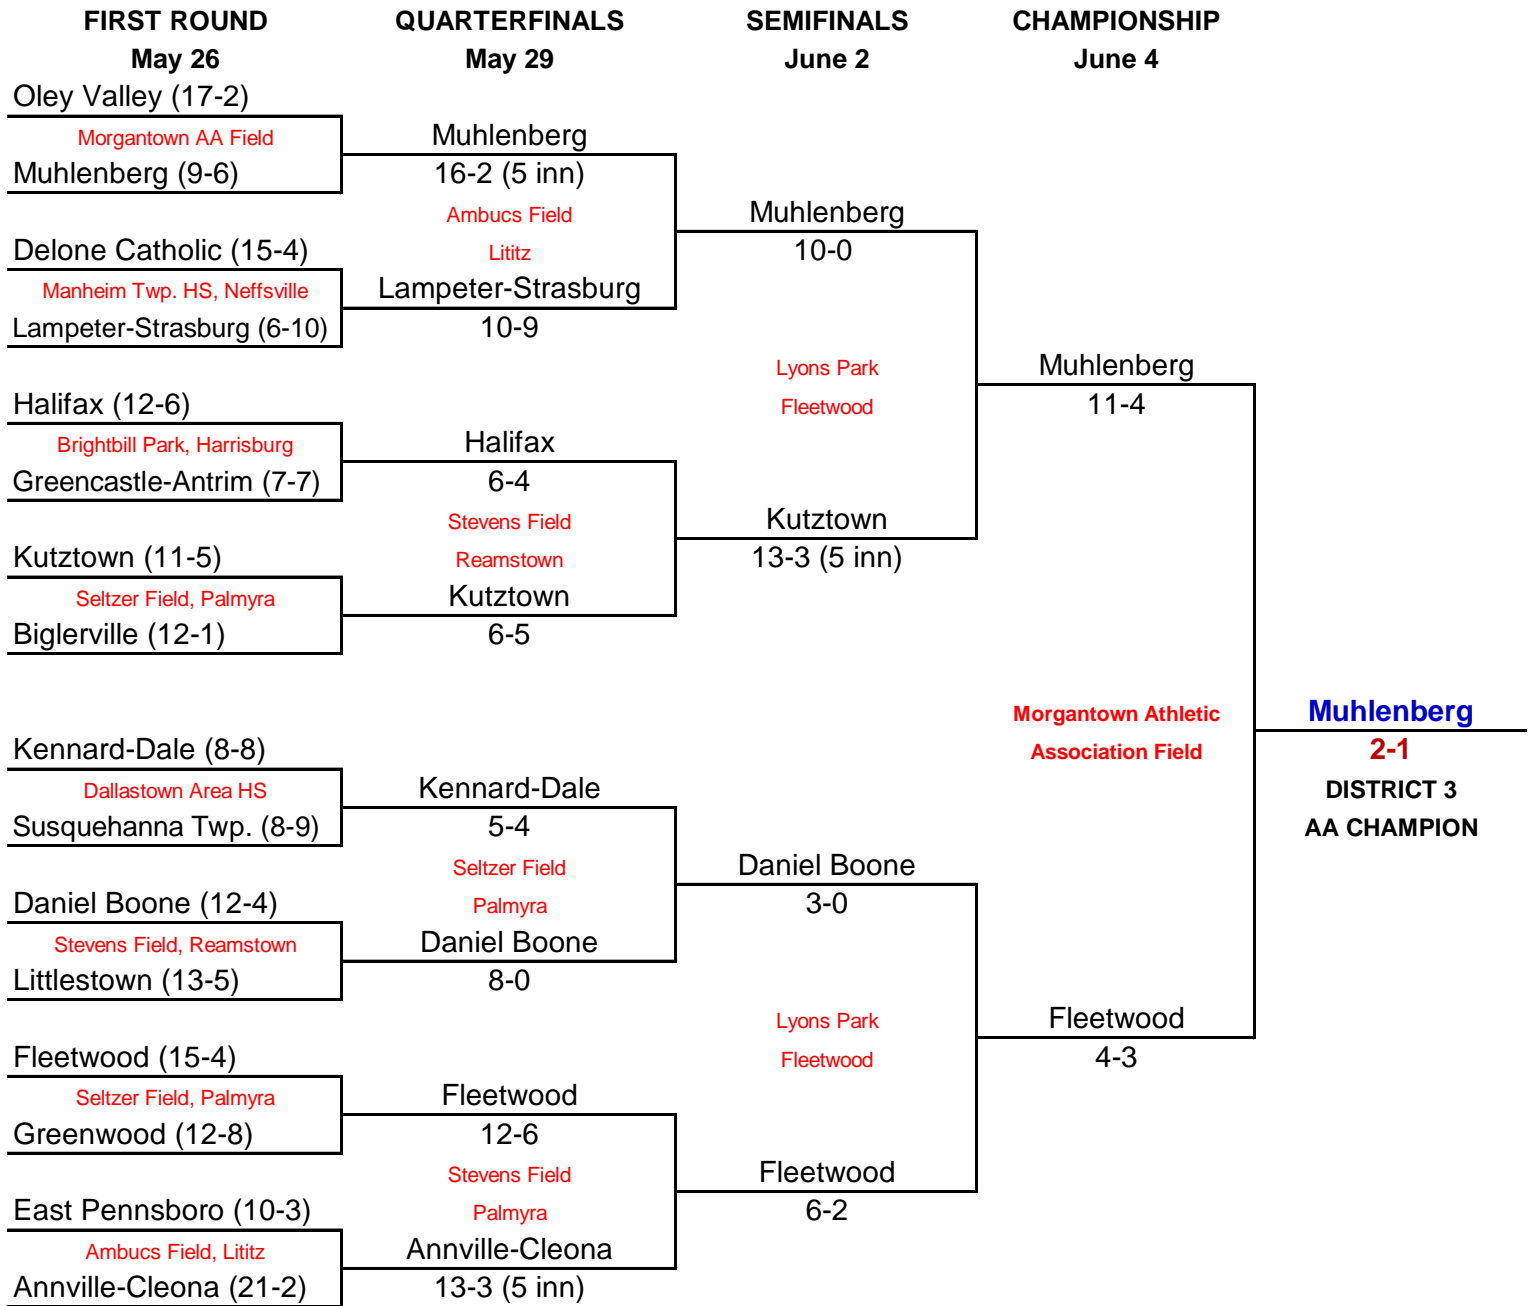 FIRST ROUND
May 26
QUARTERFINALS
May 29
SEMIFINALS
June 2
CHAMPIONSHIP
June 4
Oley Valley (17-2)
Morgantown AA Field
Muhlenberg (9-6)
Delone Catholic (15-4)
Manheim Twp. HS, Neffsville
Lampeter-Strasburg (6-10)
Halifax (12-6)
Brightbill Park, Harrisburg
Greencastle-Antrim (7-7)
Kutztown (11-5)
Seltzer Field, Palmyra
Biglerville (12-1)
Kennard-Dale (8-8)
Dallastown Area HS
Susquehanna Twp. (8-9)
Daniel Boone (12-4)
Stevens Field, Reamstown
Littlestown (13-5)
Fleetwood (15-4)
Seltzer Field, Palmyra
Greenwood (12-8)
East Pennsboro (10-3)
Ambucs Field, Lititz
Annville-Cleona (21-2)
Muhlenberg
16-2 (5 inn)
Ambucs Field
Lititz
Lampeter-Strasburg
10-9
Halifax
6-4
Stevens Field
Reamstown
Kutztown
6-5
Kennard-Dale
5-4
Seltzer Field
Palmyra
Daniel Boone
8-0
Fleetwood
12-6
Stevens Field
Palmyra
Annville-Cleona
13-3 (5 inn)
Muhlenberg
10-0
Lyons Park
Fleetwood
Kutztown
13-3 (5 inn)
Daniel Boone
3-0
Lyons Park
Fleetwood
Fleetwood
6-2
Muhlenberg
11-4
Morgantown Athletic
Association Field
Fleetwood
4-3
Muhlenberg
2-1
DISTRICT 3
AA CHAMPION